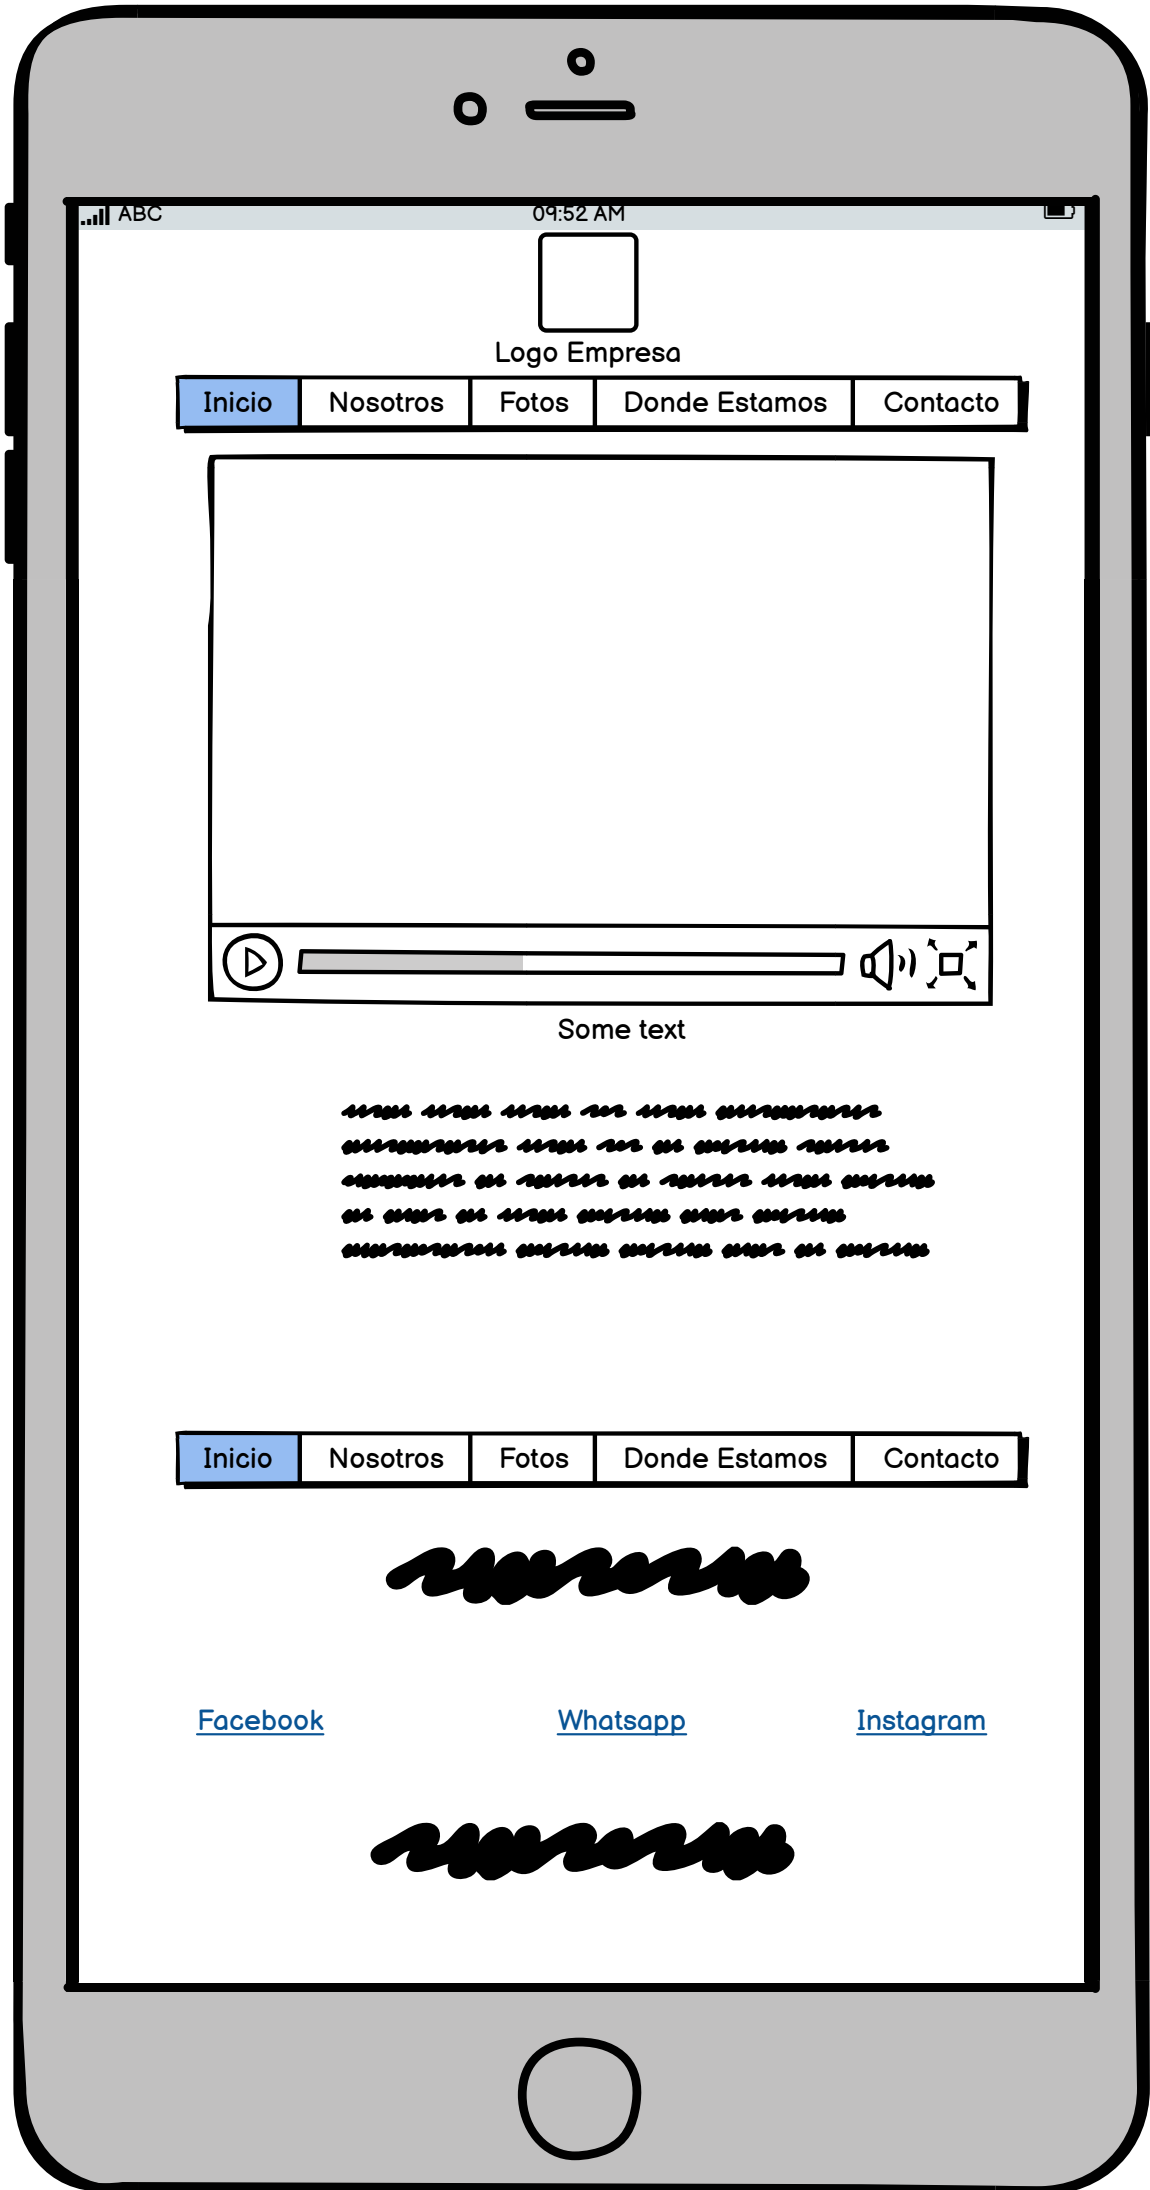 ABC 09:52 AM
Logo Empresa
Inicio Nosotros Fotos Donde Estamos Contacto
Some text
Inicio Nosotros Fotos Donde Estamos Contacto
Facebook Whatsapp Instagram